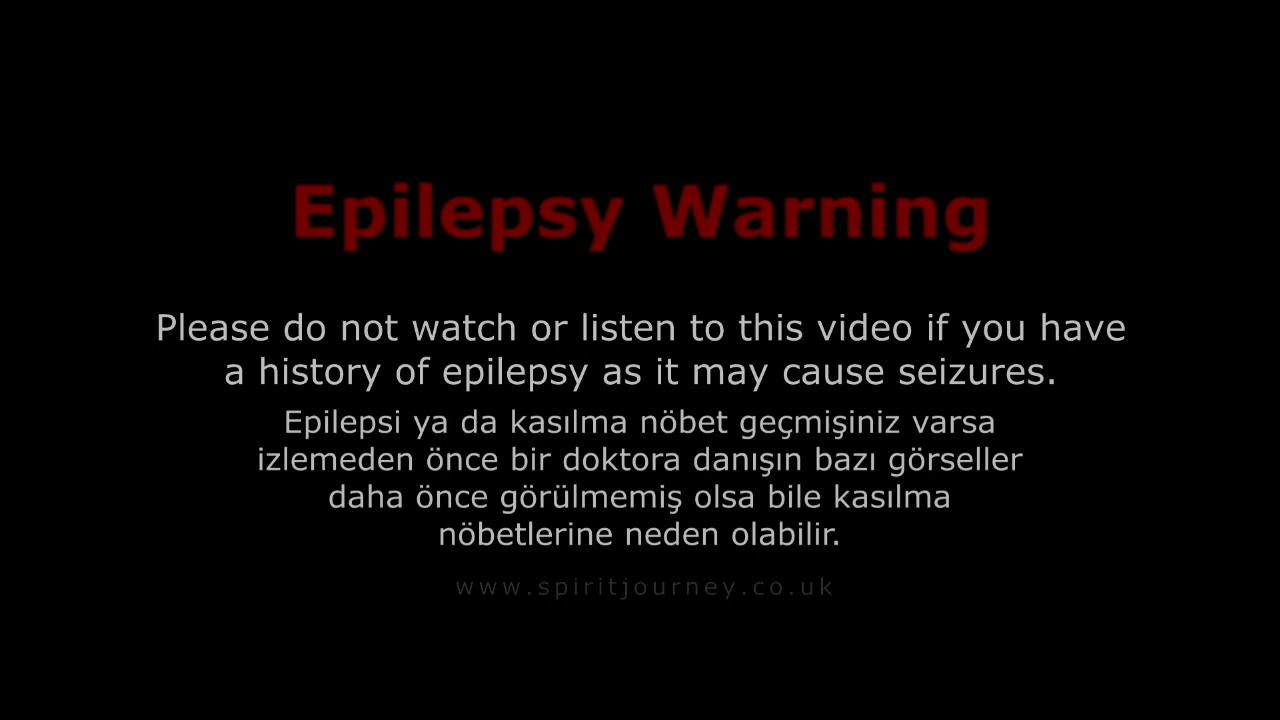 Epilepsy Warning
Please do not watch or listen to this video if you have
a history of epilepsy as it may cause seizures.
Epilepsi ya da kasılma nöbet geçmişiniz varsa
izlemeden önce bir doktora danışın bazı görseller
daha önce görülmemiş olsa bile kasılma
nöbetlerine neden olabilir.
www.spiritjourney.co.uk